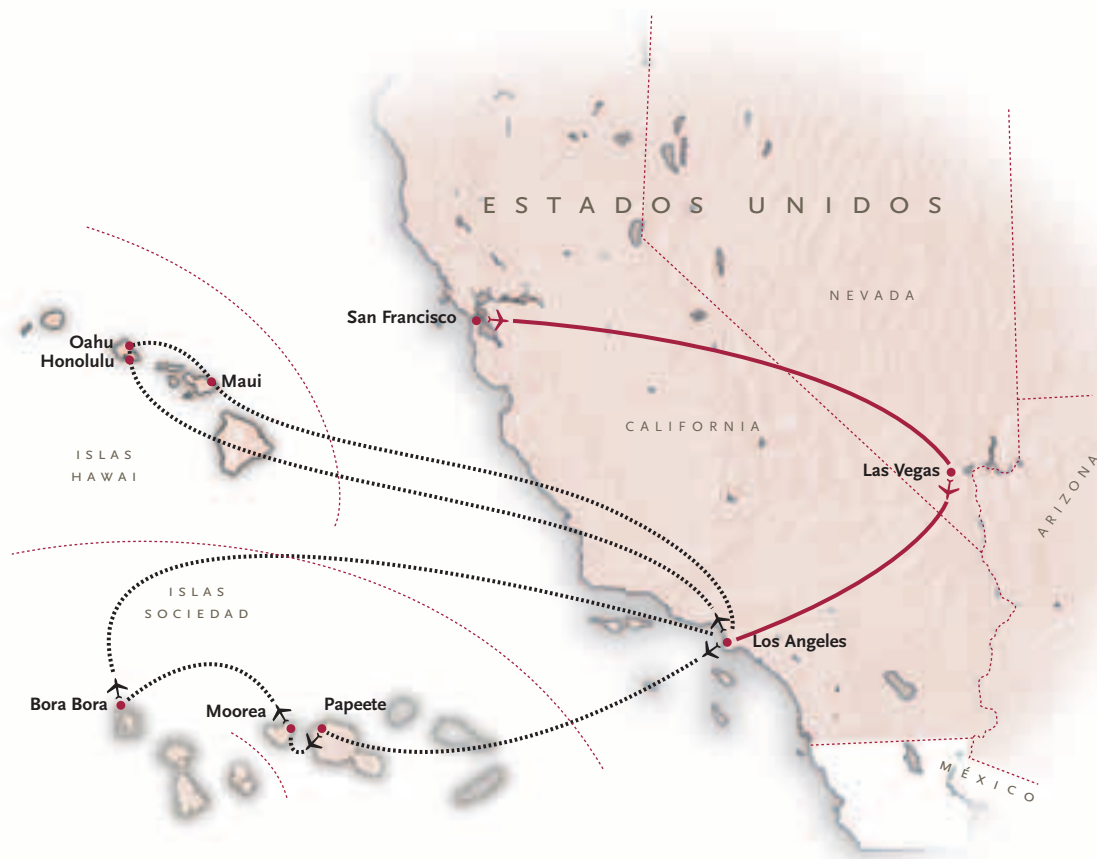 ESTADOS UNIDOS
NEVADA
San Francisco
Oahu
Honolulu
Maui
CALIFORNIA
ISLAS
HAWAI
Las Vegas
ARIZONA
ISLAS
SOCIEDAD
Los Angeles
Bora Bora
Moorea
Papeete
MÉXICO